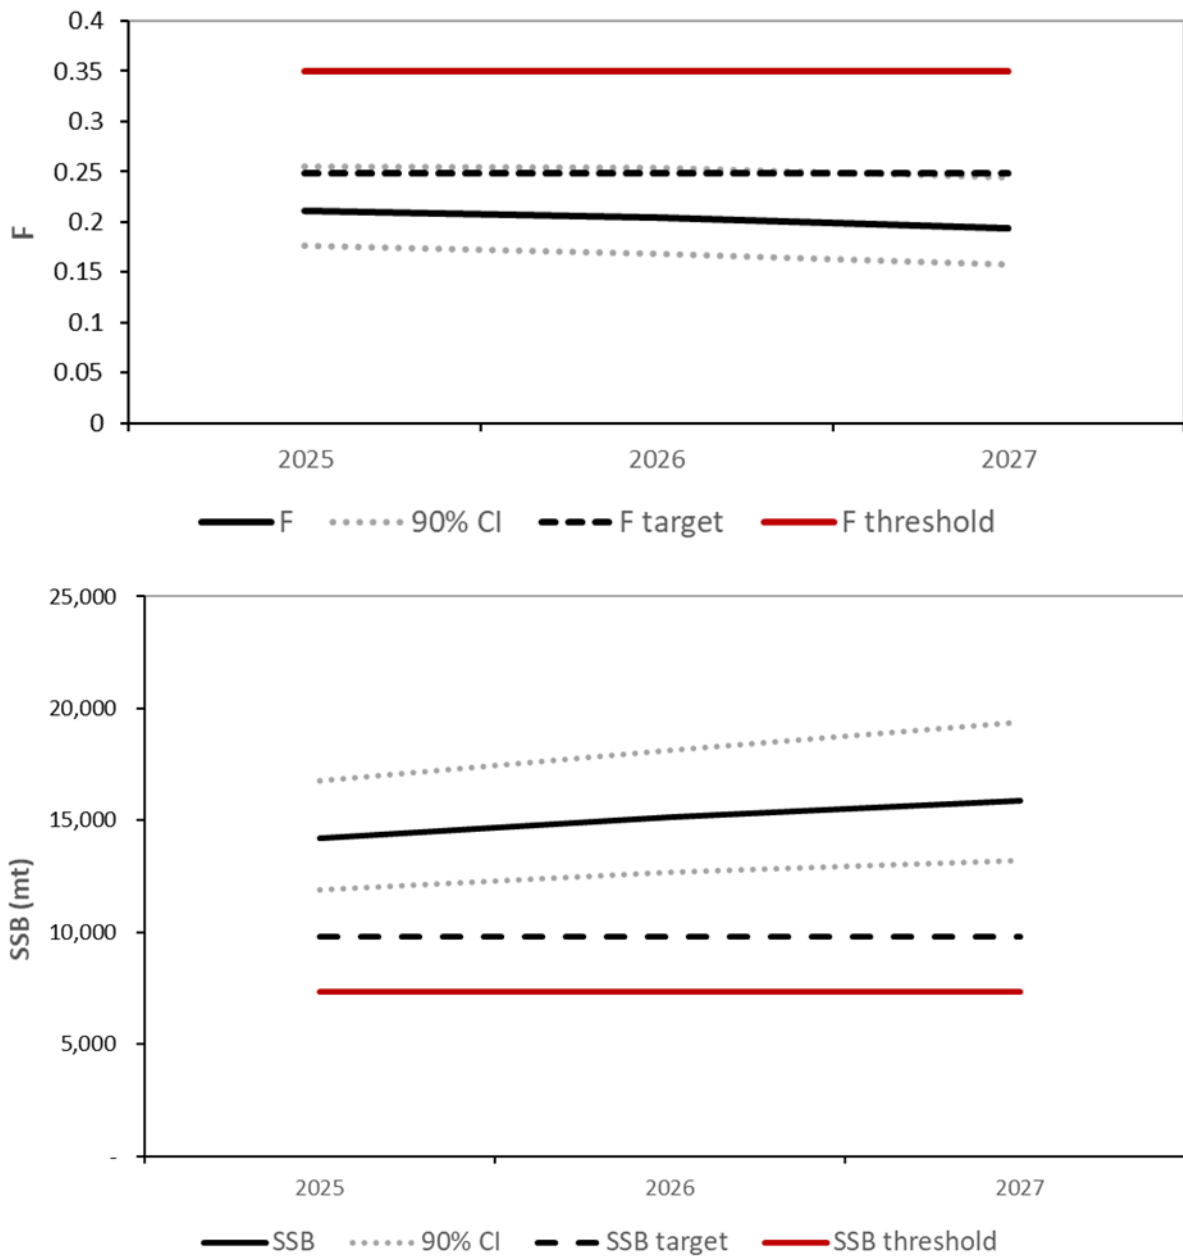 0.4
0.35
0.3
0.25
0.2
0.15
0.1
0.05
0
F
2025 2026 2027
F 90% CI F target F threshold
25,000
20,000
15,000
10,000
5,000
-
SSB (mt)
2025 2026 2027
SSB 90% CI SSB target SSB threshold